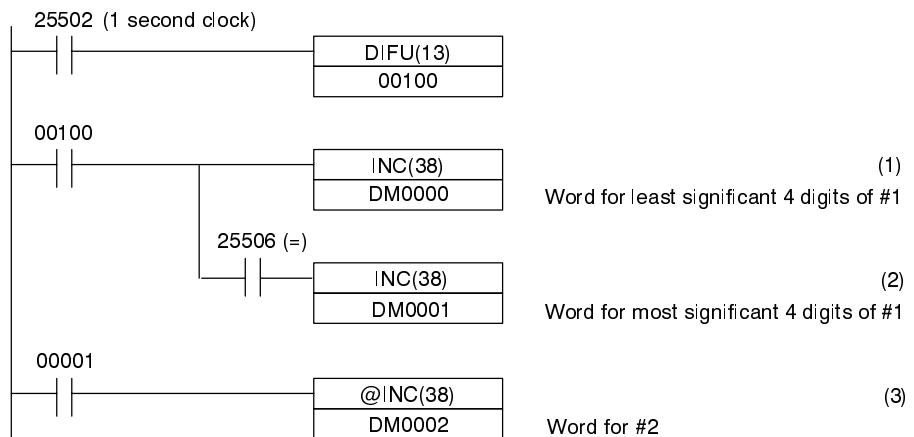 25502 (1 second clock)
DIFU(13)
00100
00100
INC(38) (1)
DM0000 Word for least significant 4 digits of #1
25506 (=)
INC(38) (2)
DM0001 Word for most significant 4 digits of #1
00001
@INC(38) (3)
DM0002 Word for #2